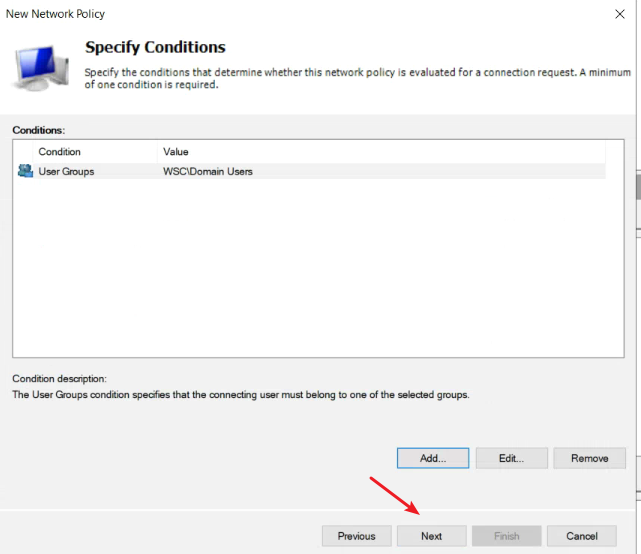 New Network Policy
Specify Conditions
Specify the conditions that determine whether this network policy is evaluated for a connection request. A minimum
of one condition is required.
Conditions:
Condition Value
User Groups WSC\Domain Users
Condition description:
The User Groups condition specifies that the connecting user must belong to one of the selected groups.
Add... Edit... Remove
Previous Next Finish Cancel